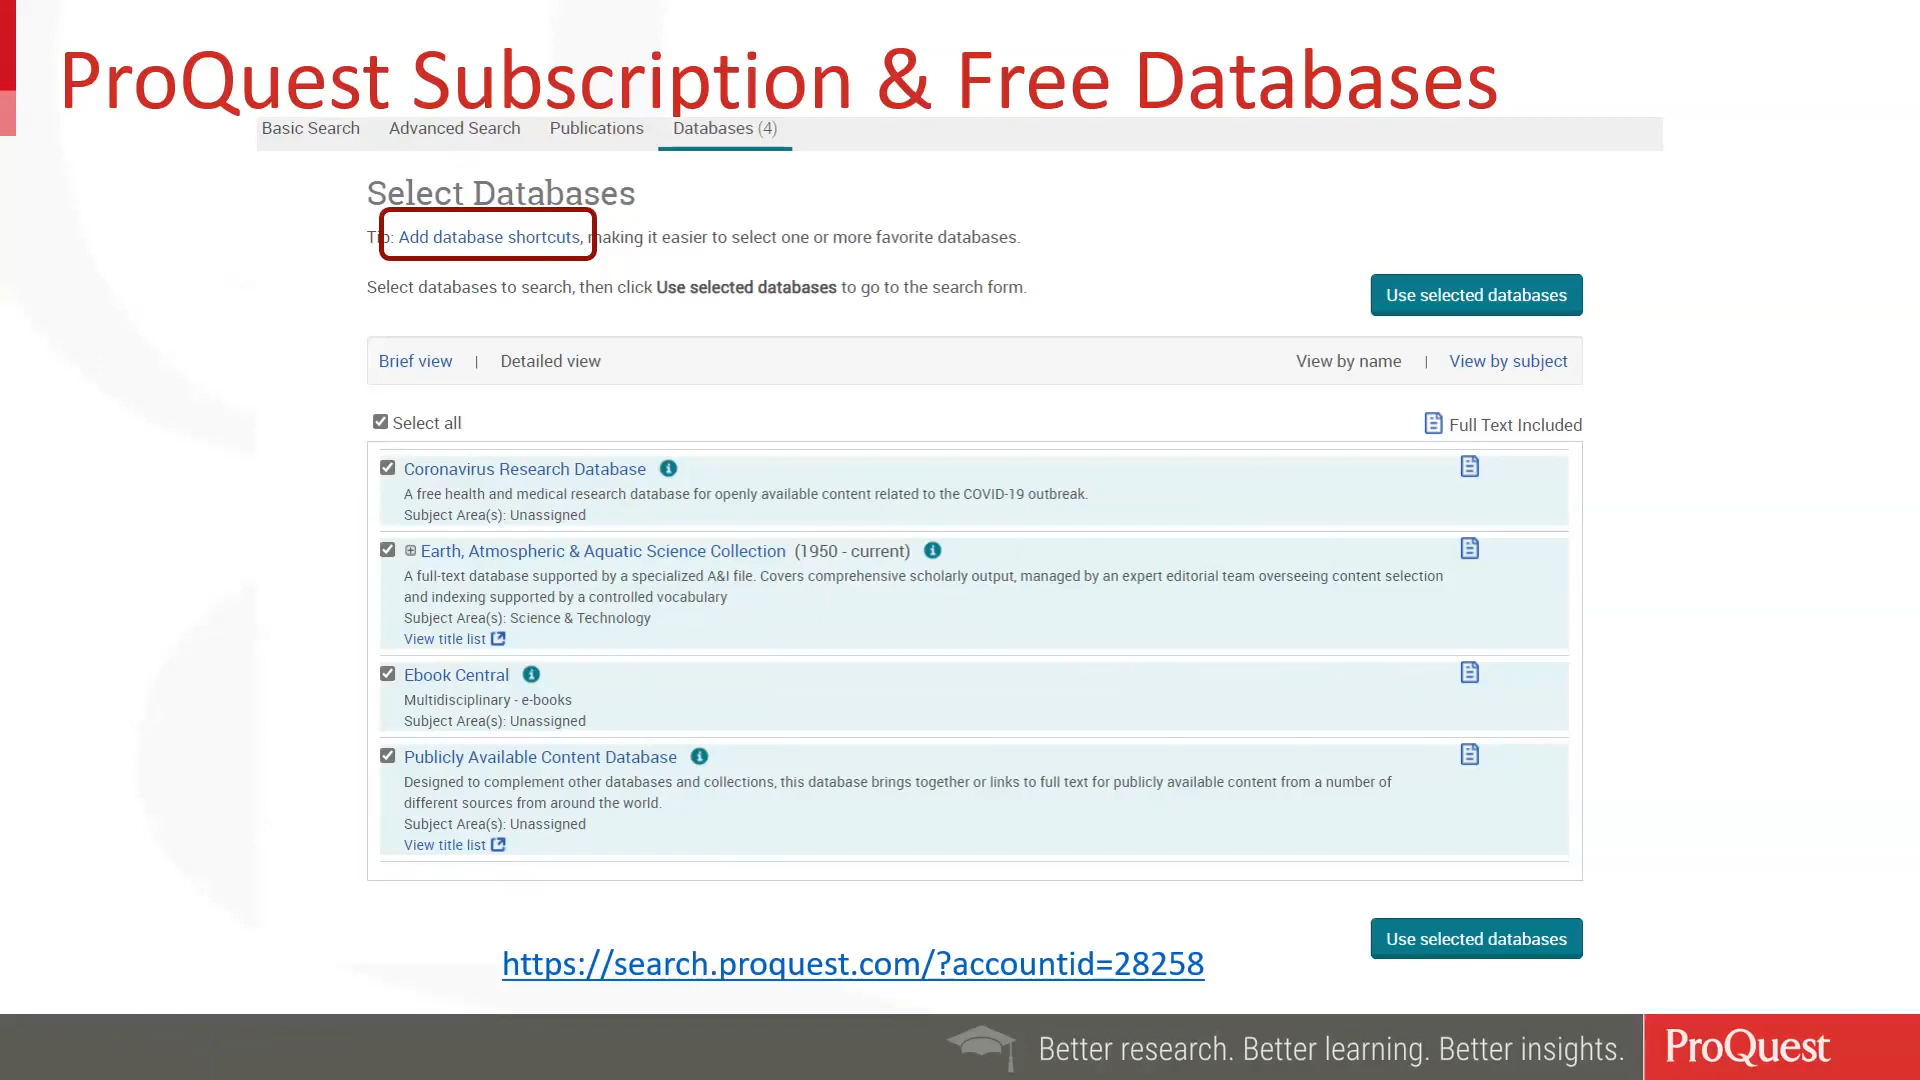 ProQuest Subscription & Free Databases
Basic Search Advanced Search Publications Databases (4)
Select Databases
Tip: Add database shortcuts, making it easier to select one or more favorite databases.
Select databases to search, then click Use selected databases to go to the search form.
Use selected databases
Brief view | Detailed view View by name | View by subject
Select all Full Text Included
Coronavirus Research Database
A free health and medical research database for openly available content related to the COVID-19 outbreak.
Subject Area(s): Unassigned
Earth, Atmospheric & Aquatic Science Collection (1950 - current)
A full-text database supported by a specialized A&I file. Covers comprehensive scholarly output, managed by an expert editorial team overseeing content selection
and indexing supported by a controlled vocabulary
Subject Area(s): Science & Technology
View title list
Ebook Central
Multidisciplinary - e-books
Subject Area(s): Unassigned
Publicly Available Content Database
Designed to complement other databases and collections, this database brings together or links to full text for publicly available content from a number of
different sources from around the world.
Subject Area(s): Unassigned
View title list
Use selected databases
https://search.proquest.com/?accountid=28258
Better research. Better learning. Better insights.
ProQuest